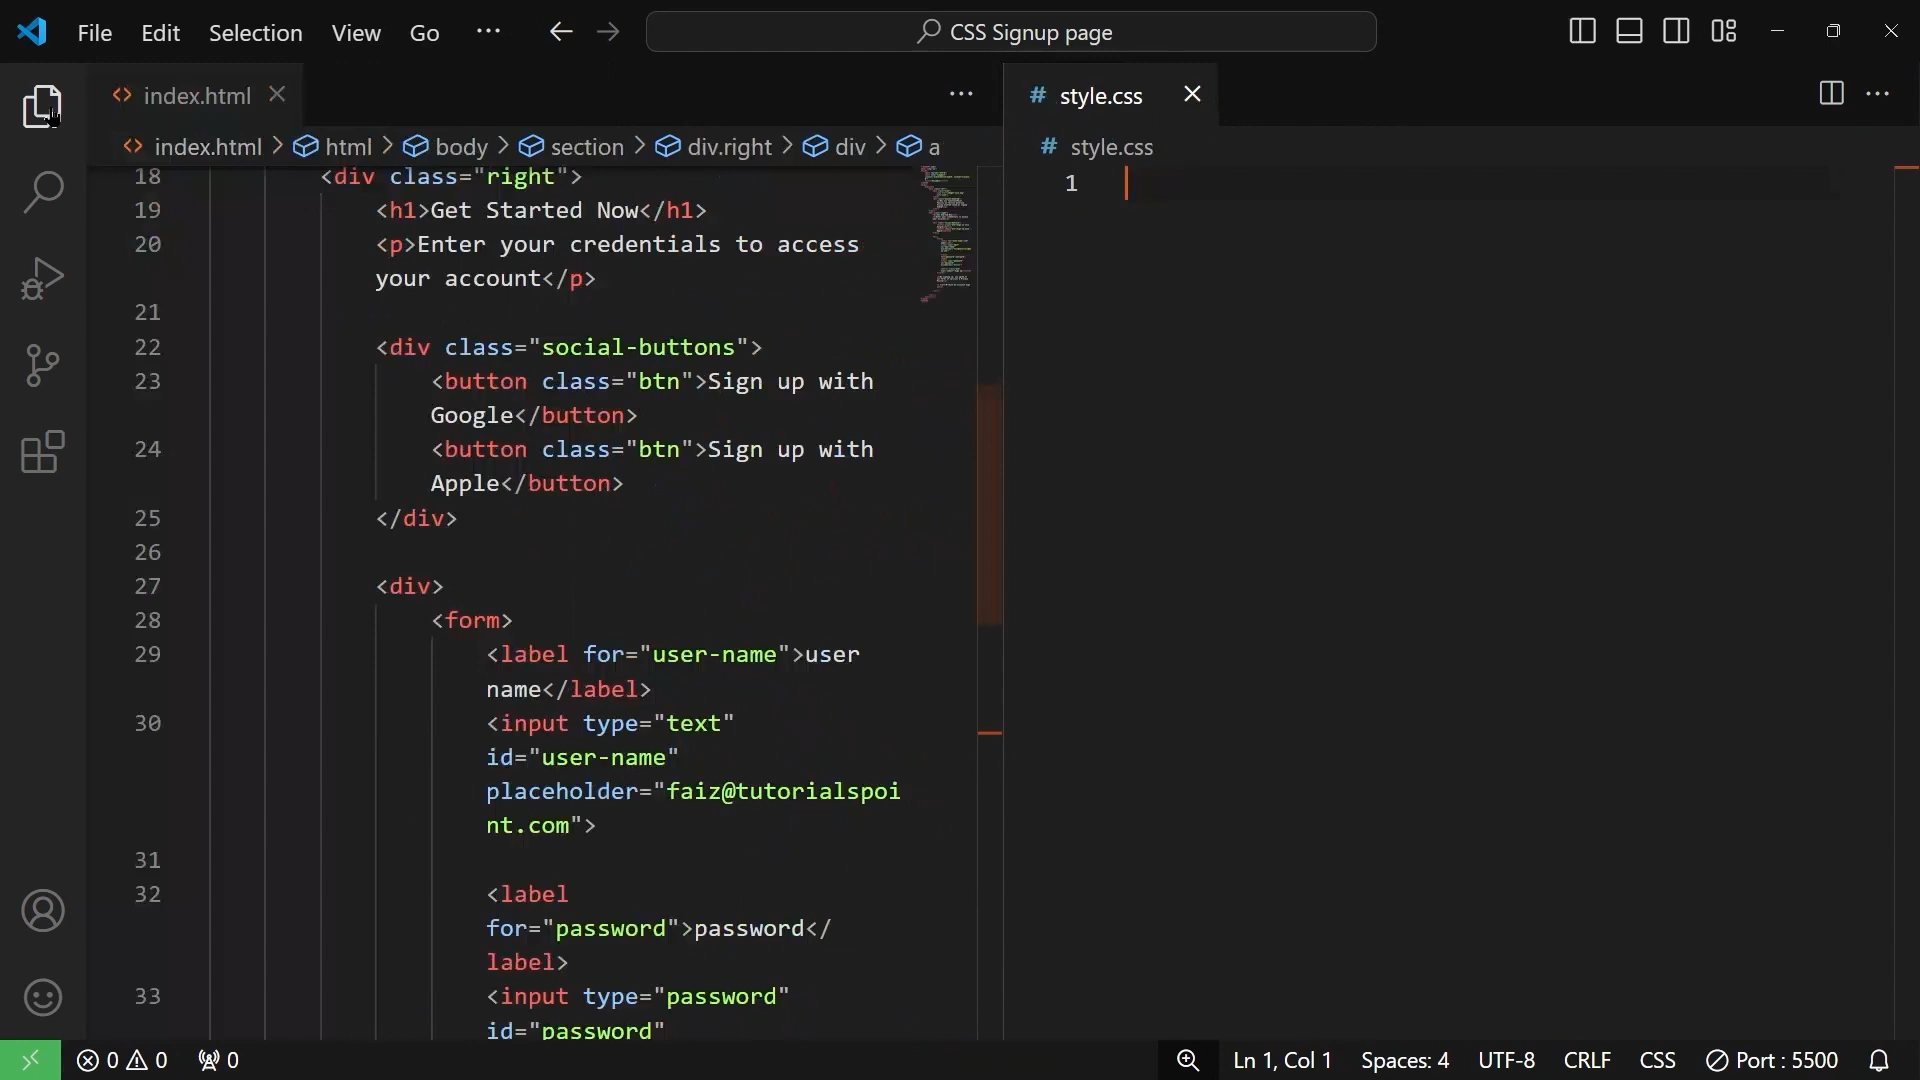 File Edit Selection View Go ··· CSS Signup page
index.html
index.html > html > body > section > div.right > div > a
18 <div class="right">
19 <h1>Get Started Now</h1>
20 <p>Enter your credentials to access
your account</p>
21
22 <div class="social-buttons">
23 <button class="btn">Sign up with
Google</button>
24 <button class="btn">Sign up with
Apple</button>
25 </div>
26
27 <div>
28 <form>
29 <label for="user-name">user
name</label>
30 <input type="text"
id="user-name"
placeholder="faiz@tutorialspoi
nt.com">
31
32 <label
for="password">password</
label>
33 <input type="password"
id="password"
# style.css
# style.css
1
0 0 0 Ln 1, Col 1 Spaces: 4 UTF-8 CRLF CSS Port : 5500